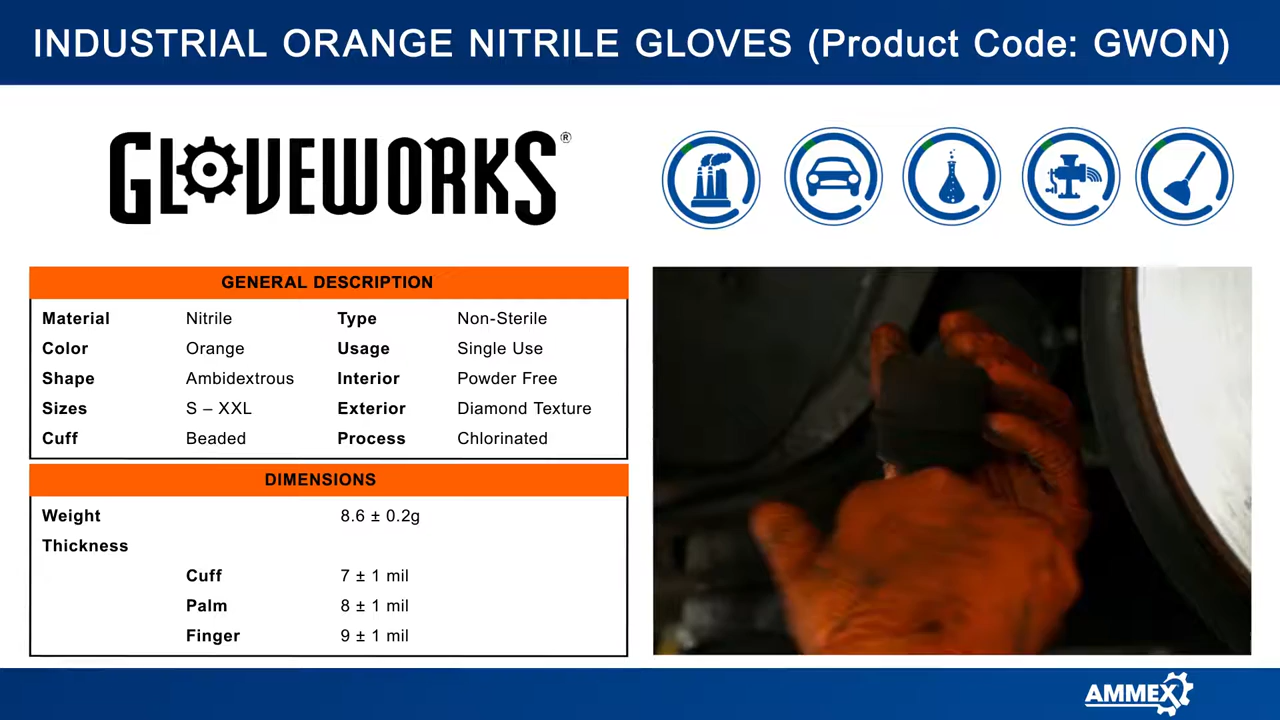 INDUSTRIAL ORANGE NITRILE GLOVES (Product Code: GWON)
GLOVEWORKS®
GENERAL DESCRIPTION
Material Nitrile Type Non-Sterile
Color Orange Usage Single Use
Shape Ambidextrous Interior Powder Free
Sizes S – XXL Exterior Diamond Texture
Cuff Beaded Process Chlorinated
DIMENSIONS
Weight 8.6 ± 0.2g
Thickness
Cuff 7 ± 1 mil
Palm 8 ± 1 mil
Finger 9 ± 1 mil
AMMEX